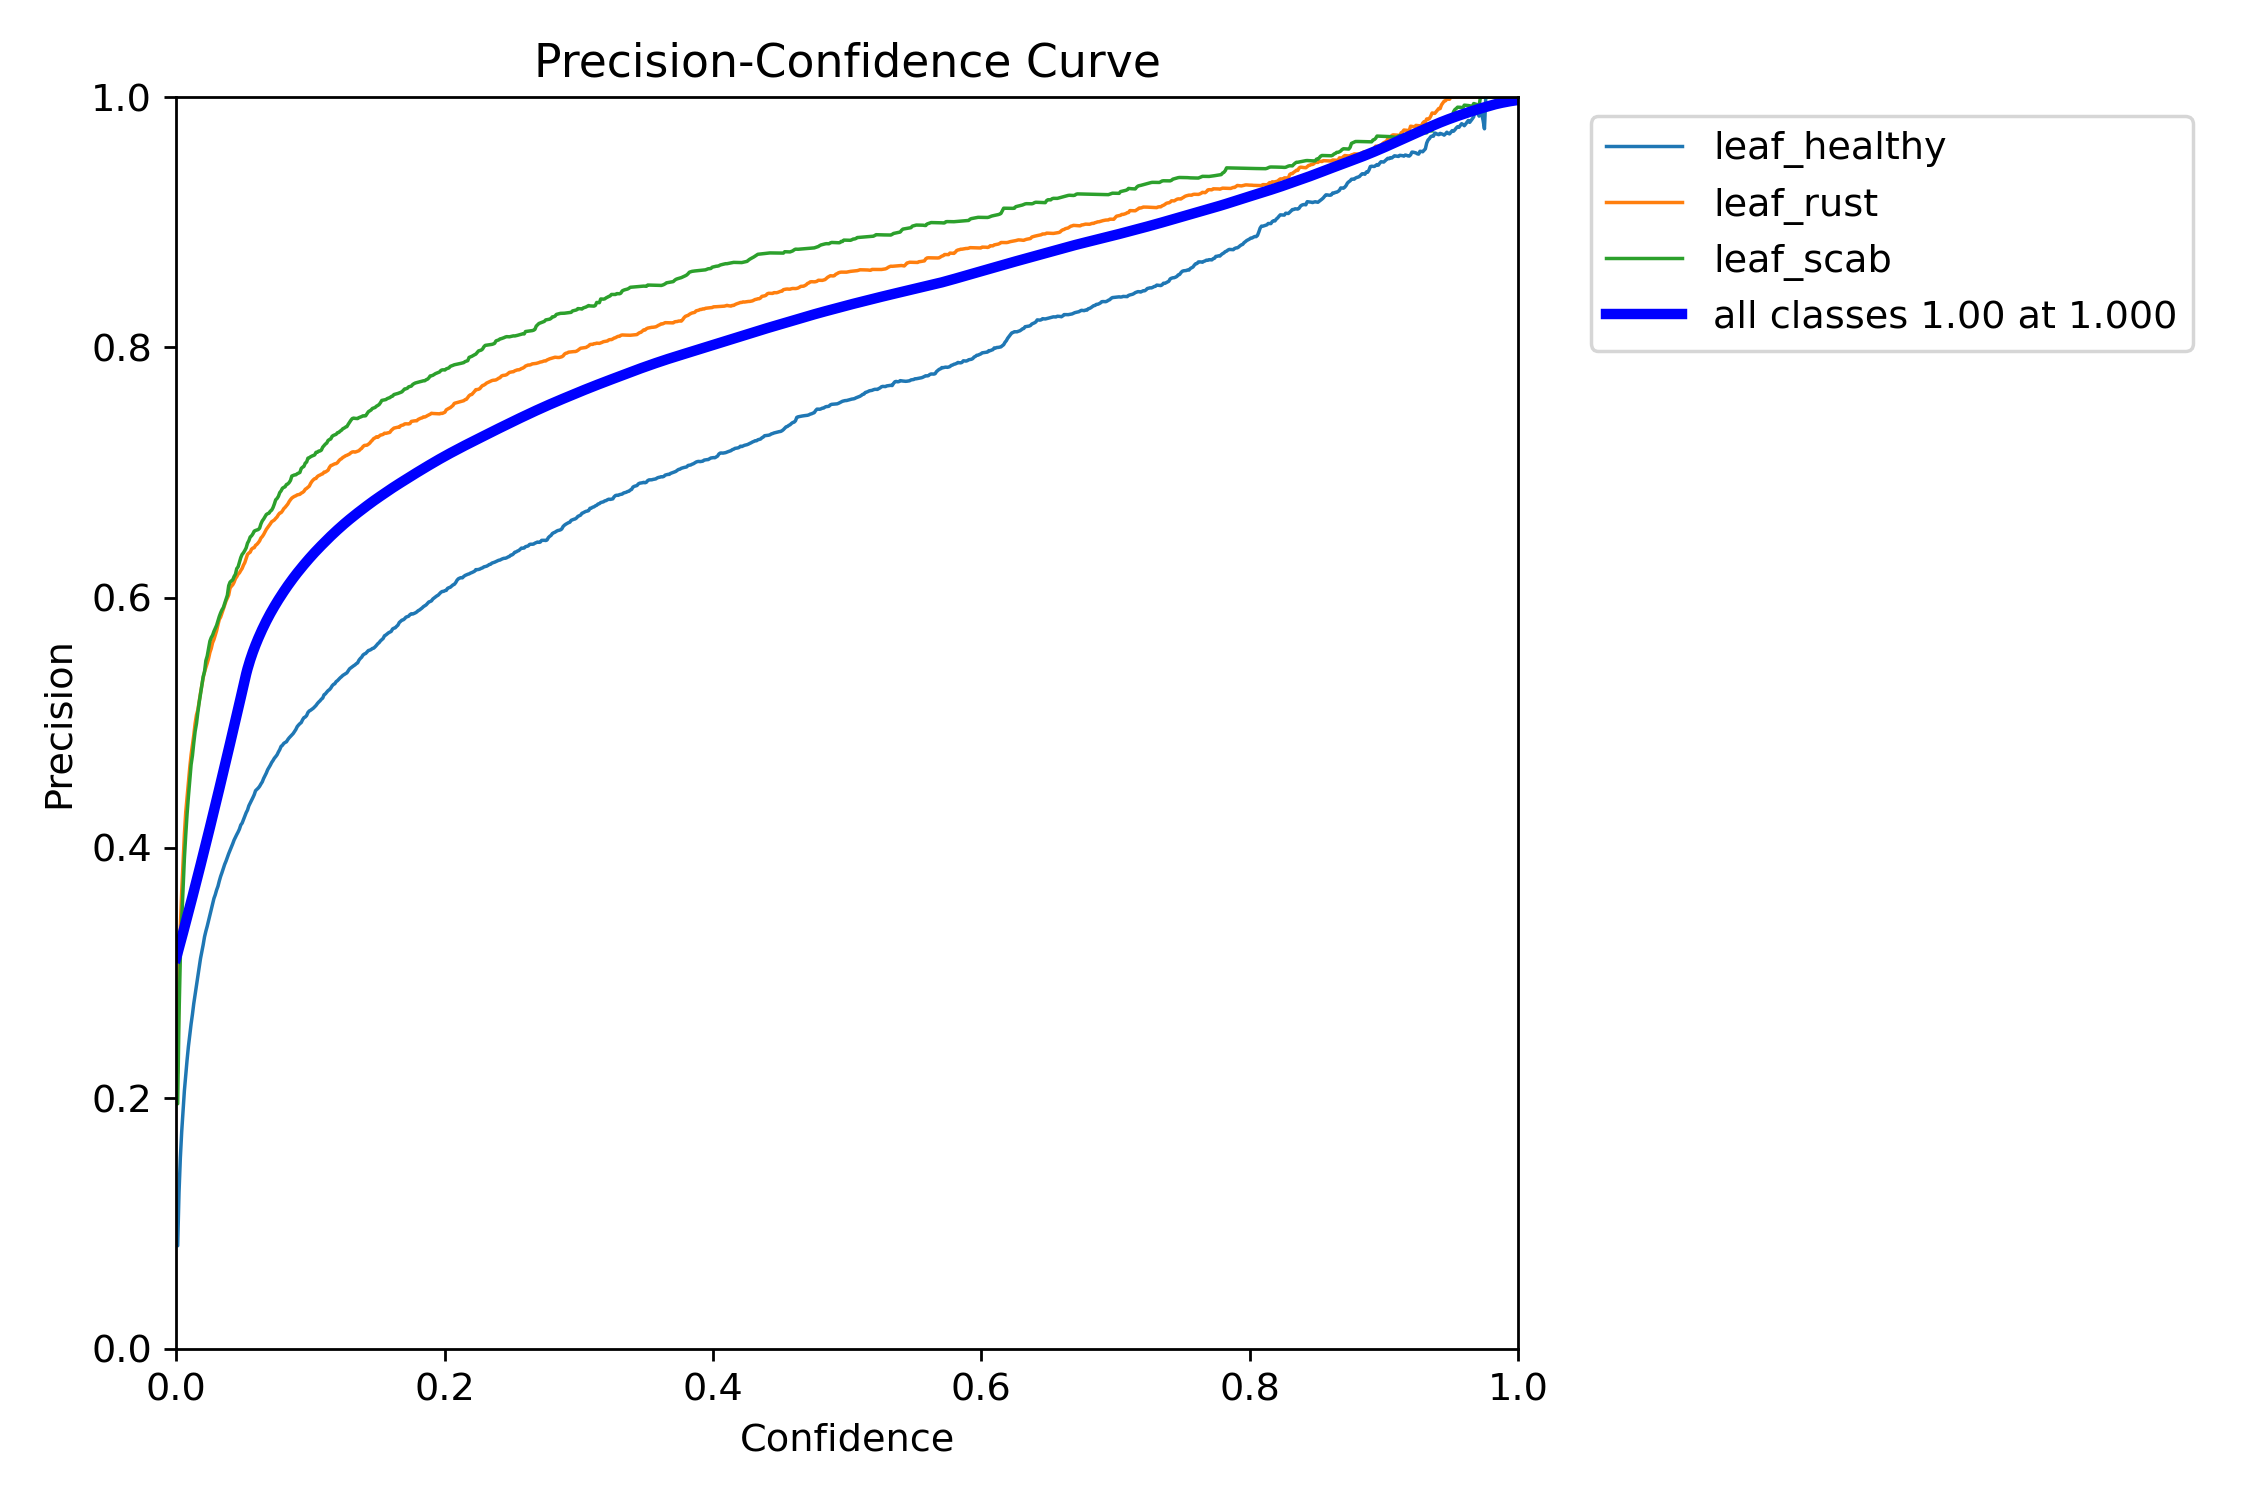 Precision-Confidence Curve
1.0
0.8
0.6
0.4
0.2
0.0
Precision
0.0 0.2 0.4 0.6 0.8 1.0
Confidence
leaf_healthy
leaf_rust
leaf_scab
all classes 1.00 at 1.000